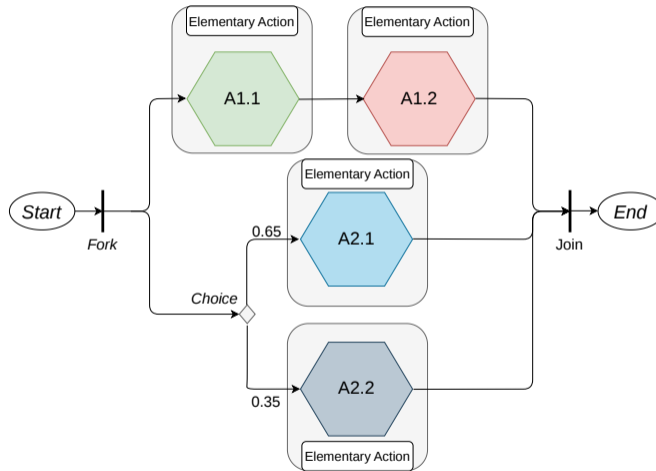 Elementary Action
Elementary Action
A1.1
A1.2
Elementary Action
Start
End
Fork
Join
0.65
A2.1
Choice
A2.2
0.35
Elementary Action